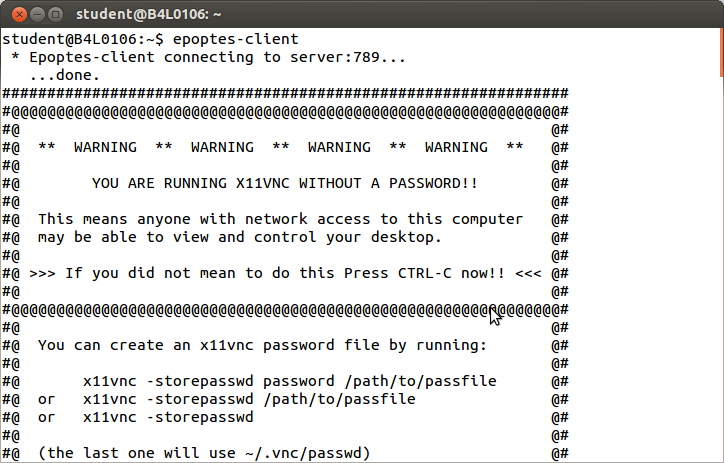 student@B4L0106: ~
student@B4L0106:~$ epoptes-client
 * Epoptes-client connecting to server:789...
   ...done.
###############################################################
#@@@@@@@@@@@@@@@@@@@@@@@@@@@@@@@@@@@@@@@@@@@@@@@@@@@@@@@@@@@@@#
#@                                                           @#
#@  **  WARNING  **  WARNING  **  WARNING  **  WARNING  **   @#
#@                                                           @#
#@        YOU ARE RUNNING X11VNC WITHOUT A PASSWORD!!        @#
#@                                                           @#
#@  This means anyone with network access to this computer   @#
#@  may be able to view and control your desktop.            @#
#@                                                           @#
#@ >>> If you did not mean to do this Press CTRL-C now!! <<< @#
#@                                                           @#
#@@@@@@@@@@@@@@@@@@@@@@@@@@@@@@@@@@@@@@@@@@@@@@@@@@@@@@@@@@@@@#
#@                                                           @#
#@  You can create an x11vnc password file by running:       @#
#@                                                           @#
#@       x11vnc -storepasswd password /path/to/passfile      @#
#@  or   x11vnc -storepasswd /path/to/passfile               @#
#@  or   x11vnc -storepasswd                                 @#
#@                                                           @#
#@  (the last one will use ~/.vnc/passwd)                    @#